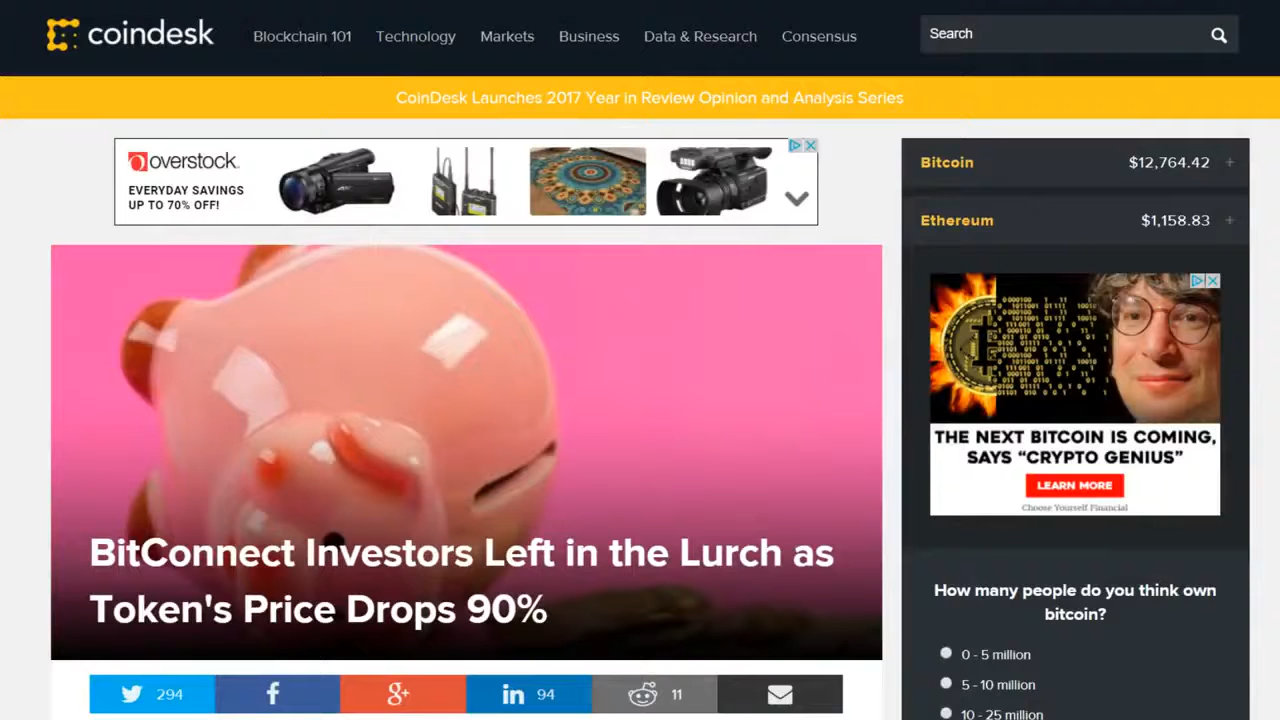 coindesk
Blockchain 101 Technology Markets Business Data & Research Consensus
Search
CoinDesk Launches 2017 Year in Review Opinion and Analysis Series
overstock.
EVERYDAY SAVINGS
UP TO 70% OFF!
Bitcoin $12,764.42 +
Ethereum $1,158.83 +
THE NEXT BITCOIN IS COMING,
SAYS “CRYPTO GENIUS”
LEARN MORE
Choose Yourself Financial
BitConnect Investors Left in the Lurch as
Token's Price Drops 90%
294
94
11
How many people do you think own
bitcoin?
0 - 5 million
5 - 10 million
10 - 25 million